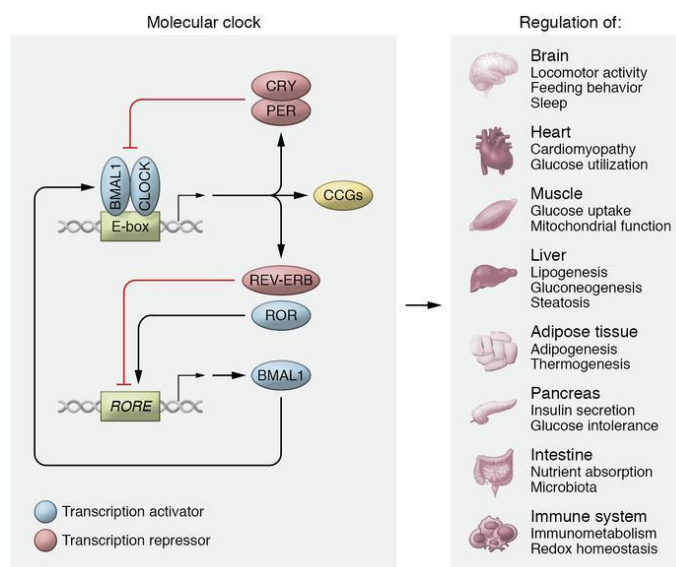 Molecular clock
CRY
PER
BMAL1
CLOCK
E-box
CCGs
REV-ERB
ROR
BMAL1
RORE
Transcription activator
Transcription repressor
Regulation of:
Brain
Locomotor activity
Feeding behavior
Sleep
Heart
Cardiomyopathy
Glucose utilization
Muscle
Glucose uptake
Mitochondrial function
Liver
Lipogenesis
Gluconeogenesis
Steatosis
Adipose tissue
Adipogenesis
Thermogenesis
Pancreas
Insulin secretion
Glucose intolerance
Intestine
Nutrient absorption
Microbiota
Immune system
Immunometabolism
Redox homeostasis